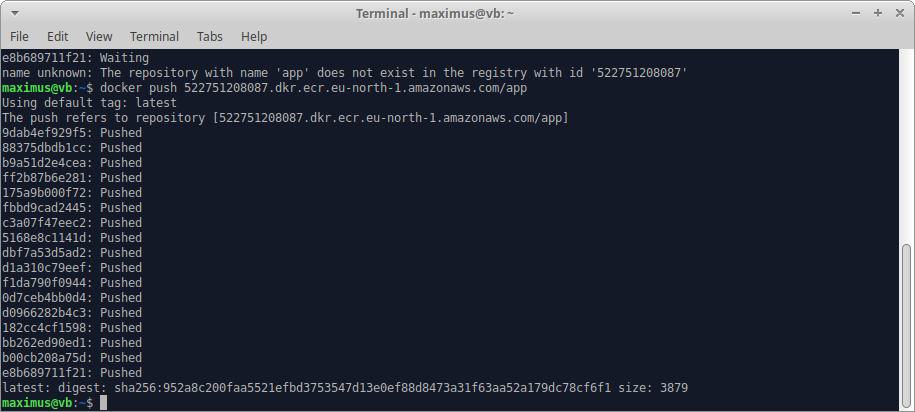 Terminal - maximus@vb: ~
File Edit View Terminal Tabs Help
e8b689711f21: Waiting
name unknown: The repository with name 'app' does not exist in the registry with id '522751208087'
maximus@vb:~$ docker push 522751208087.dkr.ecr.eu-north-1.amazonaws.com/app
Using default tag: latest
The push refers to repository [522751208087.dkr.ecr.eu-north-1.amazonaws.com/app]
9dab4ef929f5: Pushed
88375dbdb1cc: Pushed
b9a51d2e4cea: Pushed
ff2b87b6e281: Pushed
175a9b000f72: Pushed
fbbd9cad2445: Pushed
c3a07f47eec2: Pushed
5168e8c1141d: Pushed
dbf7a53d5ad2: Pushed
d1a310c79eef: Pushed
f1da790f0944: Pushed
0d7ceb4bb0d4: Pushed
d0966282b4c3: Pushed
182cc4cf1598: Pushed
bb262ed90ed1: Pushed
b00cb208a75d: Pushed
e8b689711f21: Pushed
latest: digest: sha256:952a8c200faa5521efbd3753547d13e0ef88d8473a31f63aa52a179dc78cf6f1 size: 3879
maximus@vb:~$